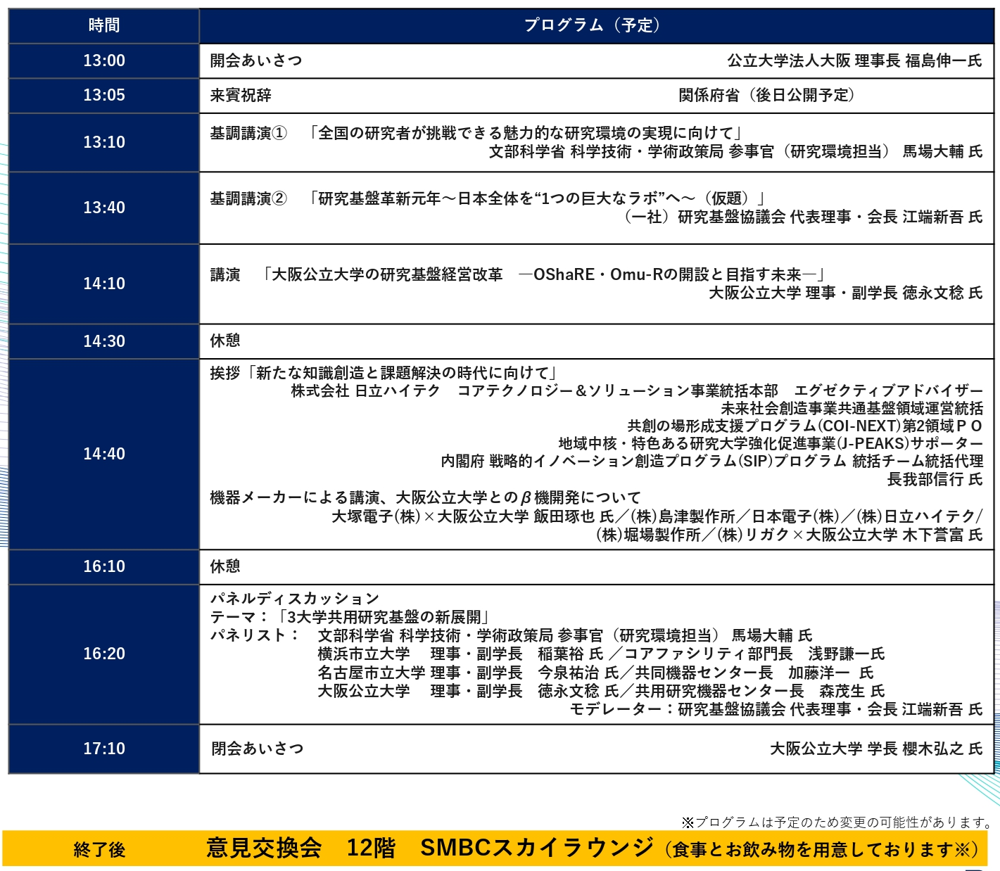 時間 プログラム（予定）
13:00 開会あいさつ 公立大学法人大阪 理事長 福島伸一氏
13:05 来賓祝辞 関係府省（後日公開予定）
13:10 基調講演① 「全国の研究者が挑戦できる魅力的な研究環境の実現に向けて」
文部科学省 科学技術・学術政策局 参事官（研究環境担当） 馬場大輔 氏
13:40 基調講演② 「研究基盤革新元年～日本全体を“1つの巨大なラボ”へ～（仮題）」
（一社）研究基盤協議会 代表理事・会長 江端新吾 氏
14:10 講演 「大阪公立大学の研究基盤経営改革 ―OShaRE・Omu-Rの開設と目指す未来―」
大阪公立大学 理事・副学長 徳永文稔 氏
14:30 休憩
14:40 挨拶「新たな知識創造と課題解決の時代に向けて」
株式会社 日立ハイテク コアテクノロジー＆ソリューション事業統括本部 エグゼクティブアドバイザー
未来社会創造事業共通基盤領域運営統括
共創の場形成支援プログラム(COI-NEXT)第2領域ＰＯ
地域中核・特色ある研究大学強化促進事業(J-PEAKS)サポーター
内閣府 戦略的イノベーション創造プログラム(SIP)プログラム 統括チーム統括代理
長我部信行 氏
機器メーカーによる講演、大阪公立大学とのβ機開発について
大塚電子(株)×大阪公立大学 飯田琢也 氏／(株)島津製作所／日本電子(株)／(株)日立ハイテク/
(株)堀場製作所／(株)リガク×大阪公立大学 木下誉富 氏
16:10 休憩
16:20 パネルディスカッション
テーマ：「3大学共用研究基盤の新展開」
パネリスト： 文部科学省 科学技術・学術政策局 参事官（研究環境担当） 馬場大輔 氏
横浜市立大学 理事・副学長 稲葉裕 氏 ／コアファシリティ部門長 浅野謙一氏
名古屋市立大学 理事・副学長 今泉祐治 氏／共同機器センター長 加藤洋一 氏
大阪公立大学 理事・副学長 徳永文稔 氏／共用研究機器センター長 森茂生 氏
モデレーター：研究基盤協議会 代表理事・会長 江端新吾 氏
17:10 閉会あいさつ 大阪公立大学 学長 櫻木弘之 氏
※プログラムは予定のため変更の可能性があります。
終了後 意見交換会 12階 SMBCスカイラウンジ（食事とお飲み物を用意しております※）